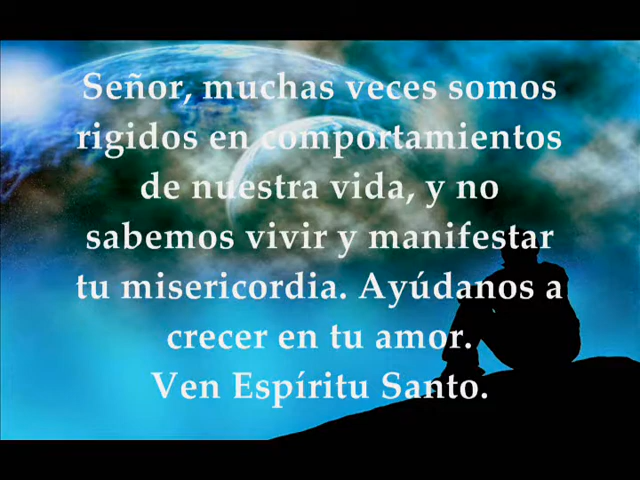 Señor, muchas veces somos
rigidos en comportamientos
de nuestra vida, y no
sabemos vivir y manifestar
tu misericordia. Ayúdanos a
crecer en tu amor.
Ven Espíritu Santo.